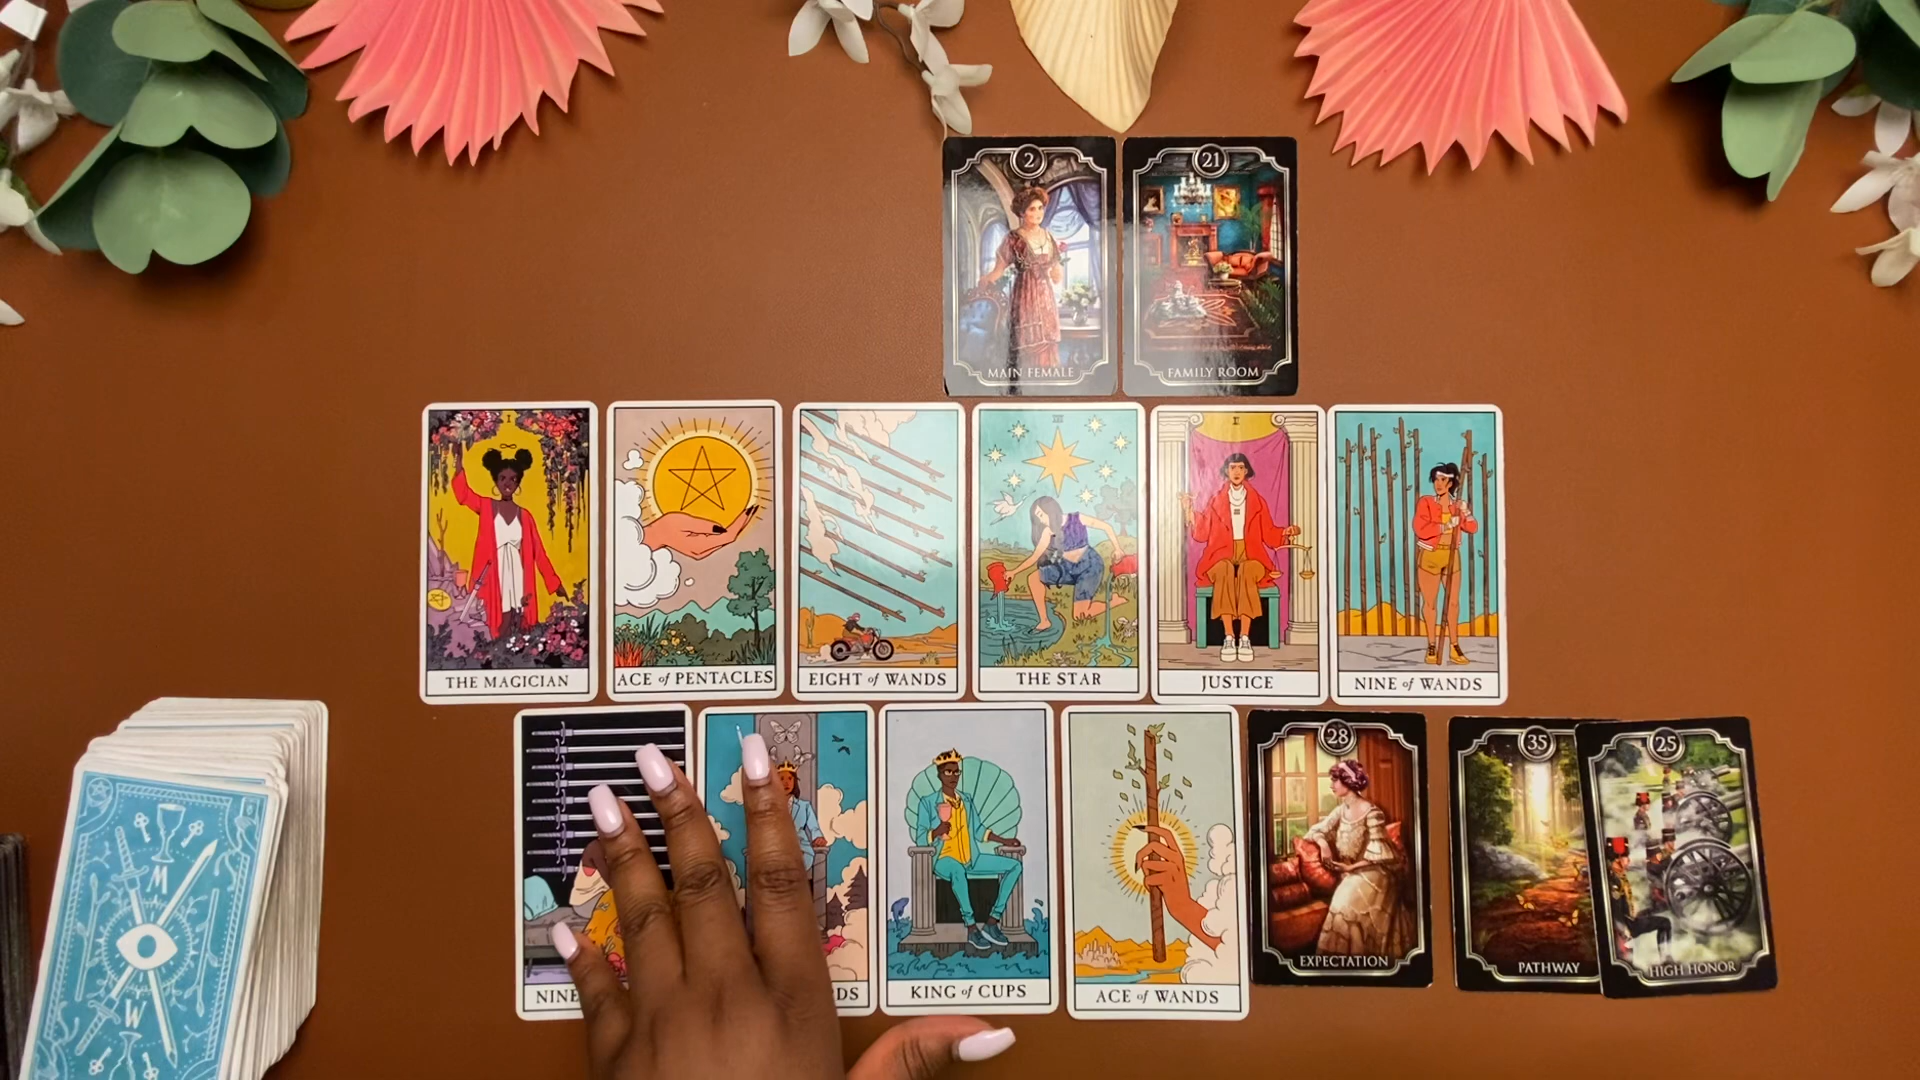 2
21
MAIN FEMALE
FAMILY ROOM
I
XI
THE MAGICIAN
ACE of PENTACLES
EIGHT of WANDS
THE STAR
JUSTICE
NINE of WANDS
28
35
25
M
W
NINE
DS
KING of CUPS
ACE of WANDS
EXPECTATION
PATHWAY
HIGH HONOR